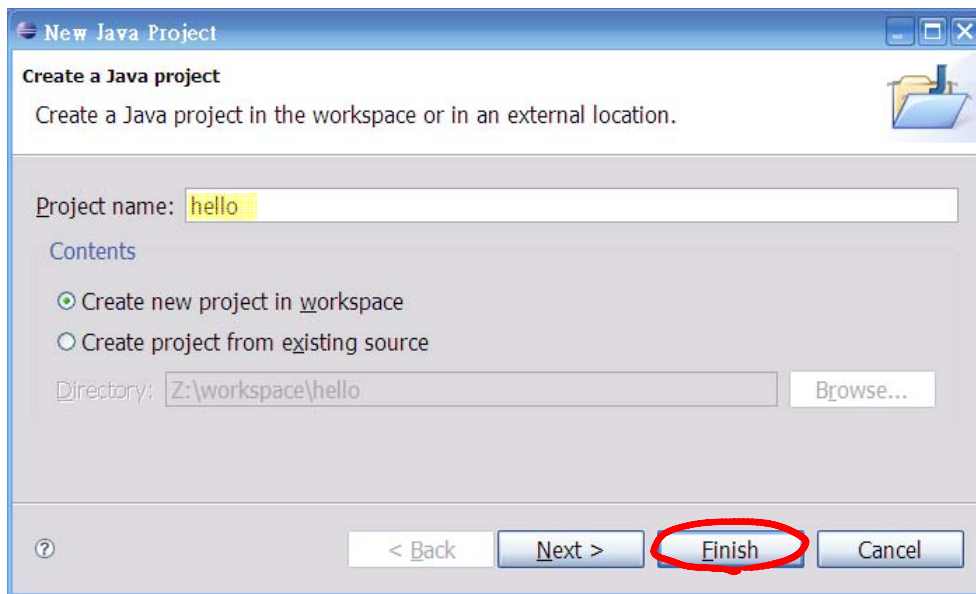 New Java Project
Create a Java project
Create a Java project in the workspace or in an external location.
Project name: hello
Contents
Create new project in workspace
Create project from existing source
Directory: Z:\workspace\hello Browse...
? < Back Next > Finish Cancel